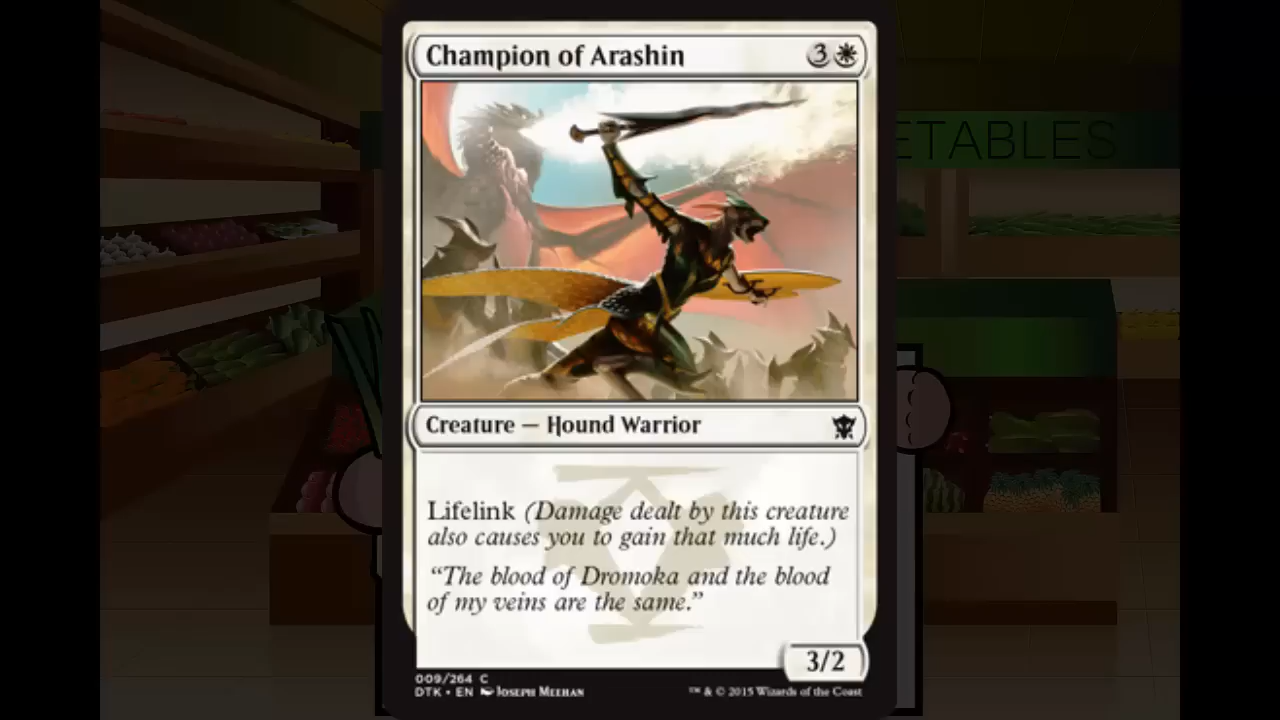 Champion of Arashin 3
ETABLES
Creature — Hound Warrior
Lifelink (Damage dealt by this creature
also causes you to gain that much life.)
“The blood of Dromoka and the blood
of my veins are the same.”
3/2
009/264 C
DTK • EN Joseph Meehan
™ & © 2015 Wizards of the Coast